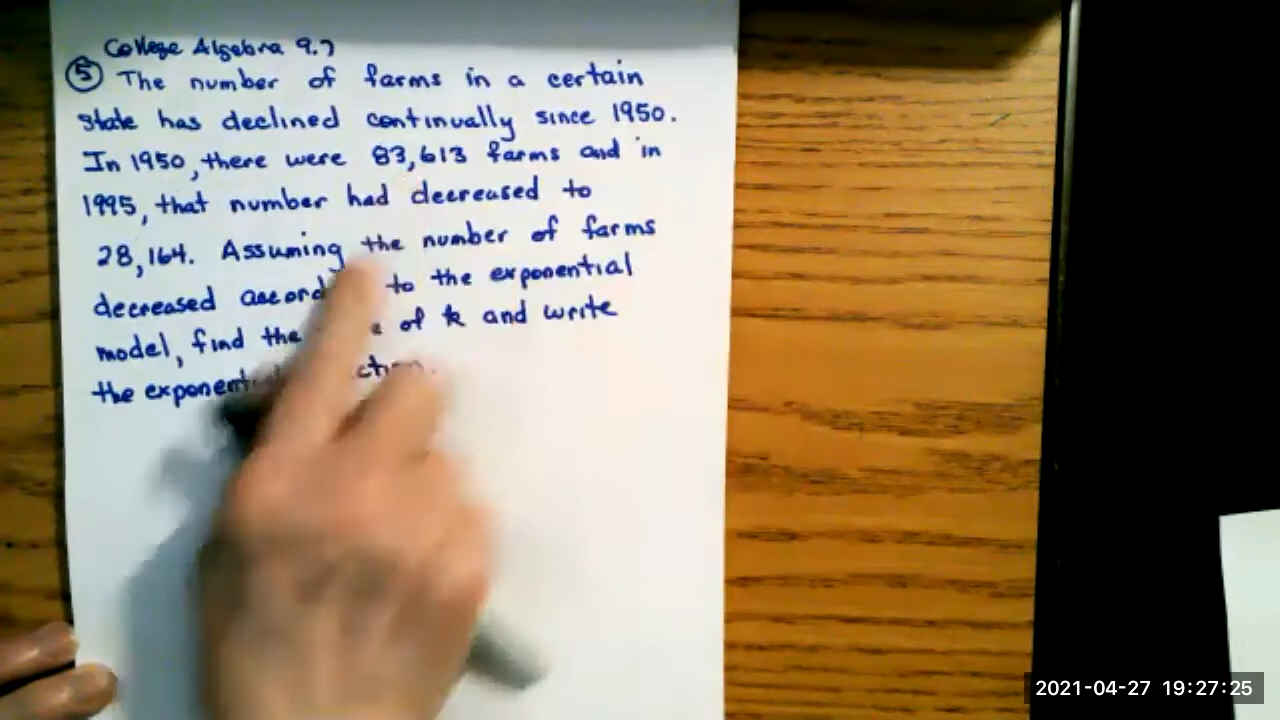 College Algebra 9.7
⑤ The number of farms in a certain
state has declined continually since 1950.
In 1950, there were 83,613 farms and in
1995, that number had decreased to
28,164. Assuming the number of farms
decreased to the exponential
model, find the of k and write
the
2021-04-27 19:27:25